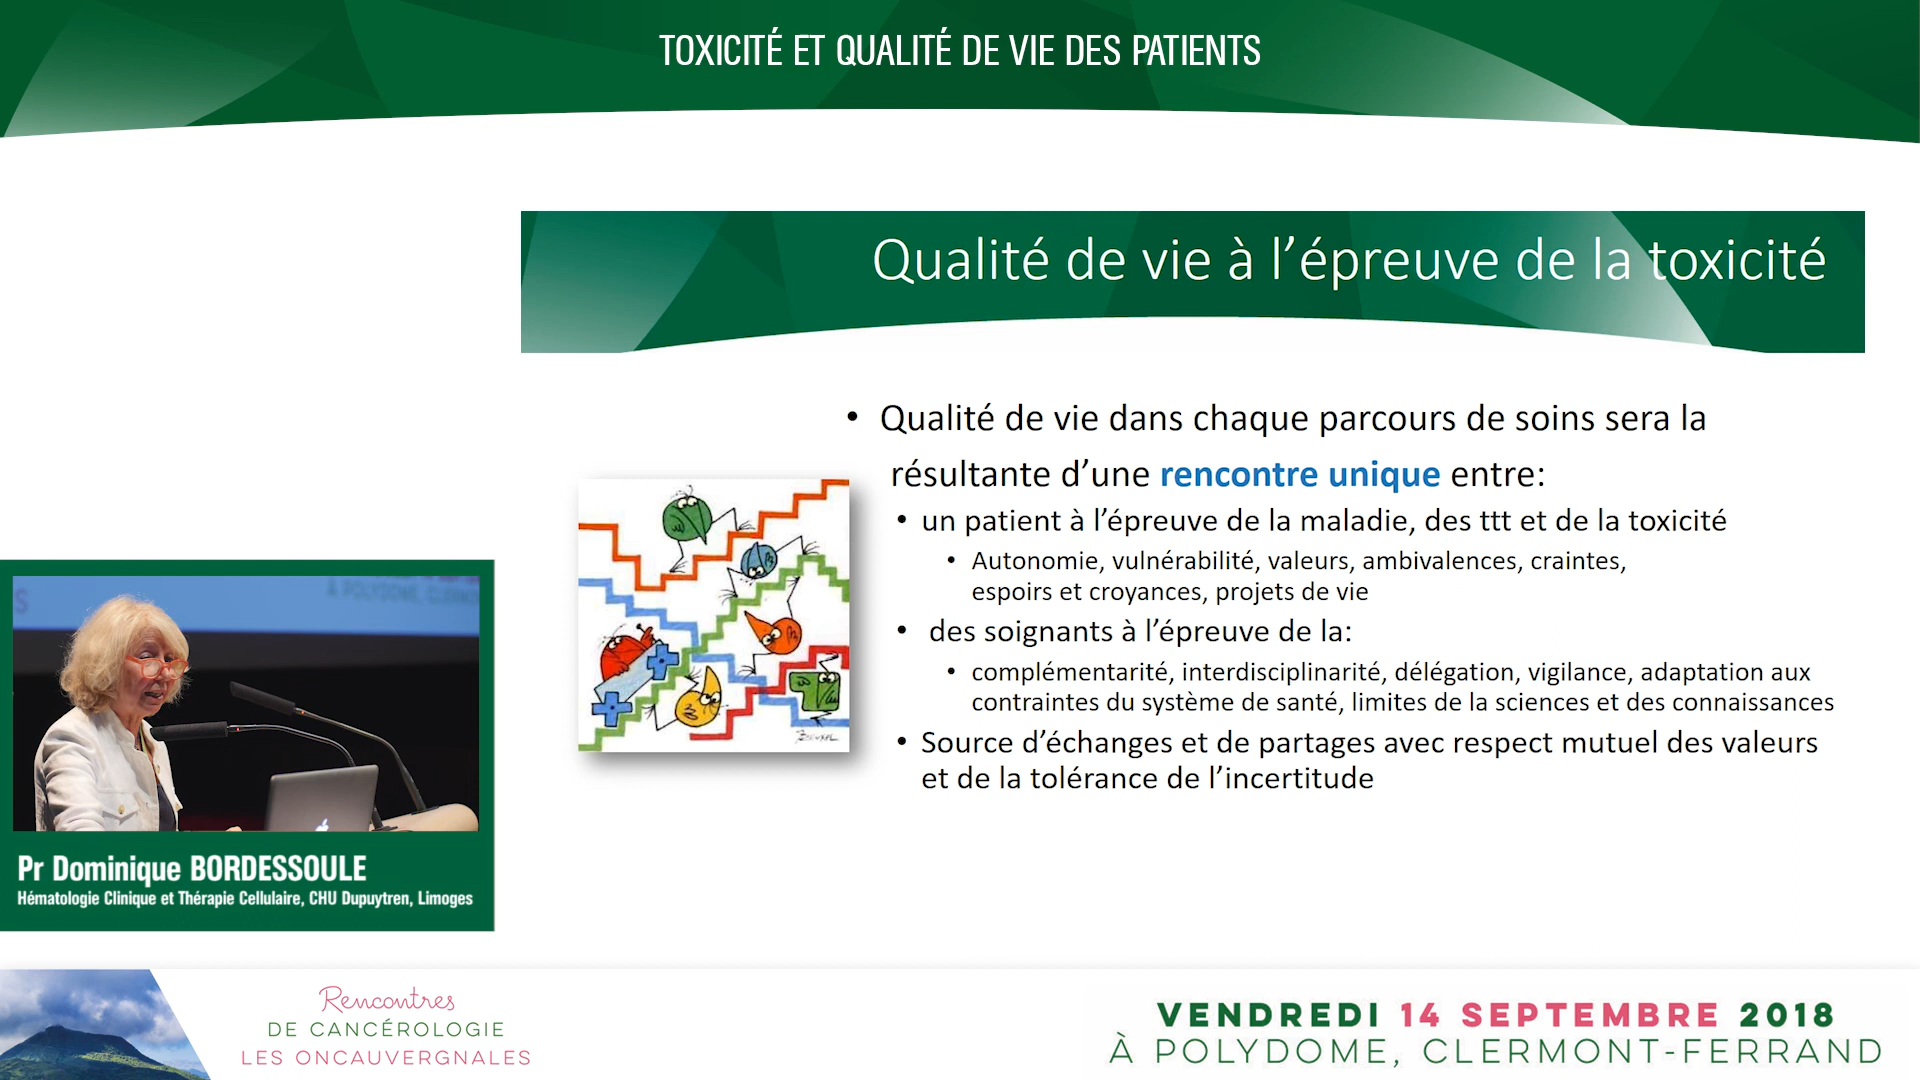 TOXICITÉ ET QUALITÉ DE VIE DES PATIENTS
Qualité de vie à l’épreuve de la toxicité
• Qualité de vie dans chaque parcours de soins sera la
résultante d’une rencontre unique entre:
• un patient à l’épreuve de la maladie, des ttt et de la toxicité
• Autonomie, vulnérabilité, valeurs, ambivalences, craintes,
espoirs et croyances, projets de vie
• des soignants à l’épreuve de la:
• complémentarité, interdisciplinarité, délégation, vigilance, adaptation aux
contraintes du système de santé, limites de la sciences et des connaissances
• Source d’échanges et de partages avec respect mutuel des valeurs
et de la tolérance de l’incertitude
À POLYDOME, CLERMONT
Pr Dominique BORDESSOULE
Hématologie Clinique et Thérapie Cellulaire, CHU Dupuytren, Limoges
Rencontres
DE CANCÉROLOGIE
LES ONCAUVERGNALES
VENDREDI 14 SEPTEMBRE 2018
À POLYDOME, CLERMONT-FERRAND